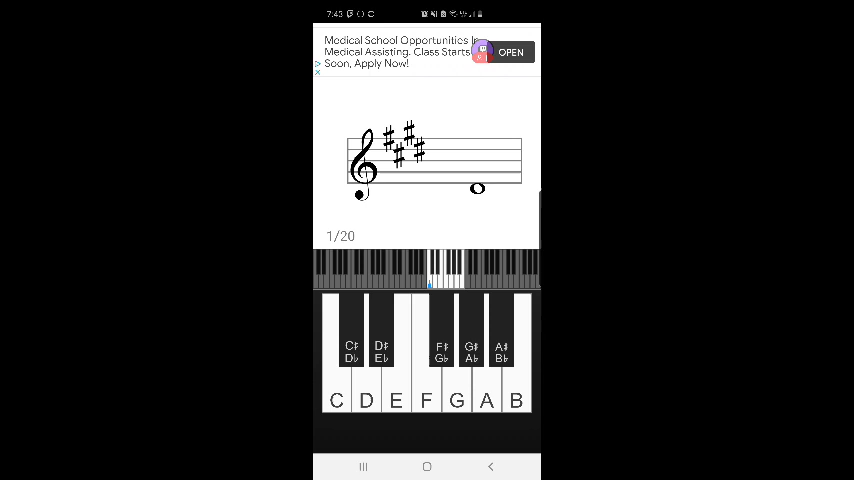 7:43
Medical School Opportunities In
Medical Assisting. Class Starts
Soon, Apply Now!
OPEN
1/20
C♯ D♯ F♯ G♯ A♯
D♭ E♭ G♭ A♭ B♭
C D E F G A B